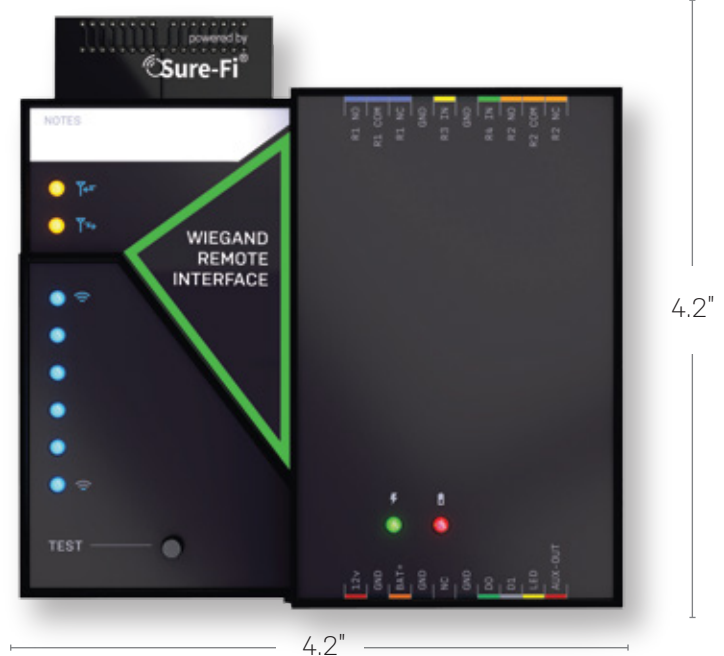 powered by
Sure-Fi®
NOTES
R1 NO
R1 COM
R1 NC
GND
R3 IN
GND
R4 IN
R2 NO
R2 COM
R2 NC
WIEGAND
REMOTE
INTERFACE
4.2"
TEST
12v
GND
BAT+
GND
NC
GND
D0
D1
LED
AUX-OUT
4.2"